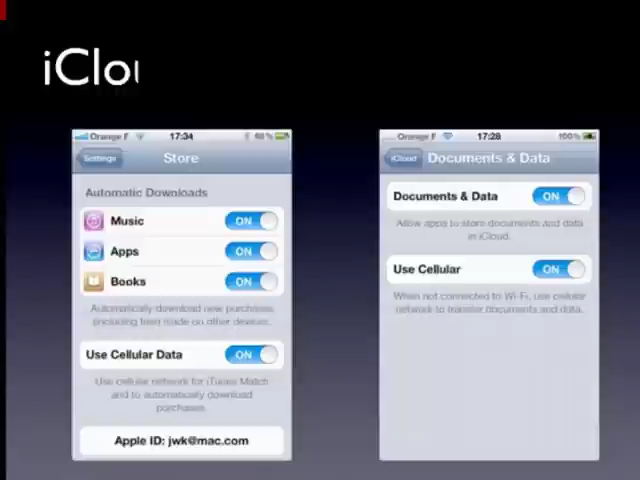 iClou
Orange F 17:34 68%
Settings Store
Automatic Downloads
Music ON
Apps ON
Books ON
Automatically download new purchases
(including free) made on other devices.
Use Cellular Data ON
Use cellular network for iTunes Match
and to automatically download
purchases.
Apple ID: jwk@mac.com
Orange F 17:28 100%
iCloud Documents & Data
Documents & Data ON
Allow apps to store documents and data
in iCloud.
Use Cellular ON
When not connected to Wi-Fi, use cellular
network to transfer documents and data.